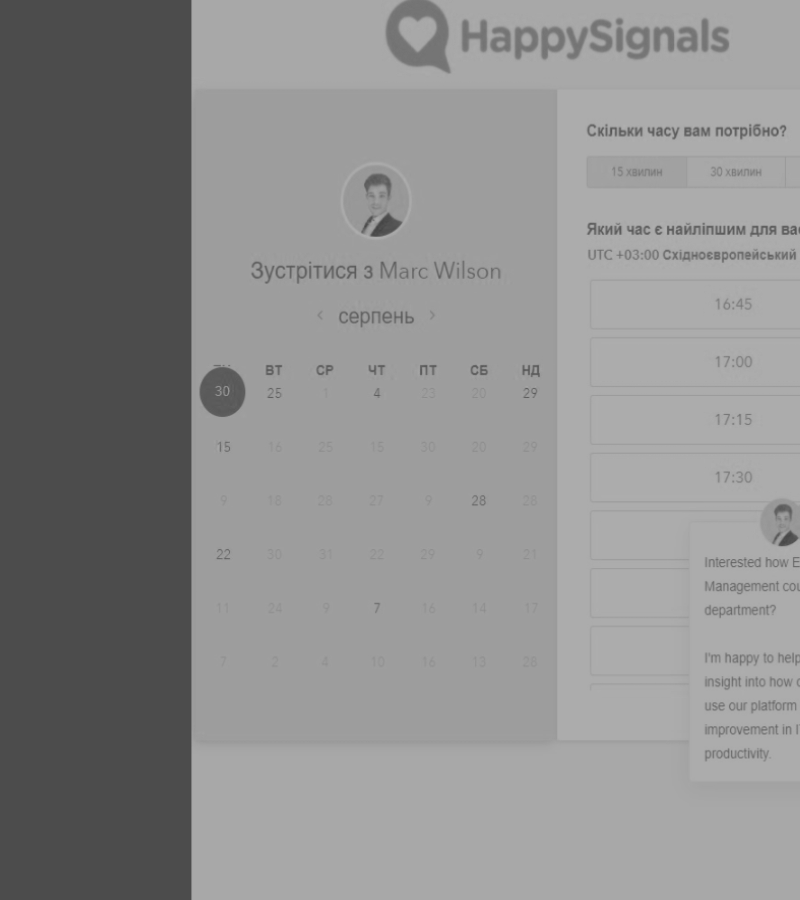 HappySignals
Зустрітися з Marc Wilson
серпень
ВТ СР ЧТ ПТ СБ НД
30 25 1 4 23 20 29
15 16 25 15 30 20 29
9 18 26 27 9 28 28
22 30 31 22 29 9 21
11 24 9 7 16 14 17
7 2 4 10 16 13 28
Скільки часу вам потрібно?
15 хвилин 30 хвилин
Який час є найліпшим для вас
UTC +03:00 Східноєвропейський
16:45
17:00
17:15
17:30
Interested how E
Management cou
department?
I'm happy to help
insight into how c
use our platform
improvement in I
productivity.